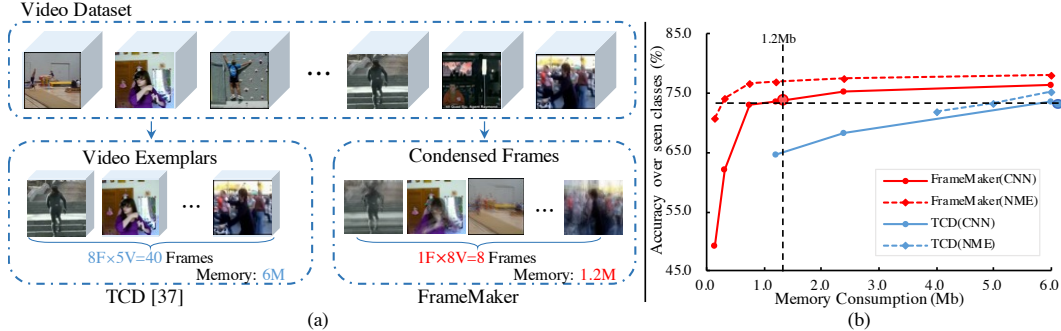 Video Dataset
...
Video Exemplars
...
8F×5V=40 Frames
Memory: 6M
TCD [37]
Condensed Frames
...
1F×8V=8 Frames
Memory: 1.2M
FrameMaker
(a)
Accuracy over seen classes (%)
85.0
75.0
65.0
55.0
45.0
1.2Mb
FrameMaker(CNN)
FrameMaker(NME)
TCD(CNN)
TCD(NME)
0.0 1.0 2.0 3.0 4.0 5.0 6.0
Memory Consumption (Mb)
(b)